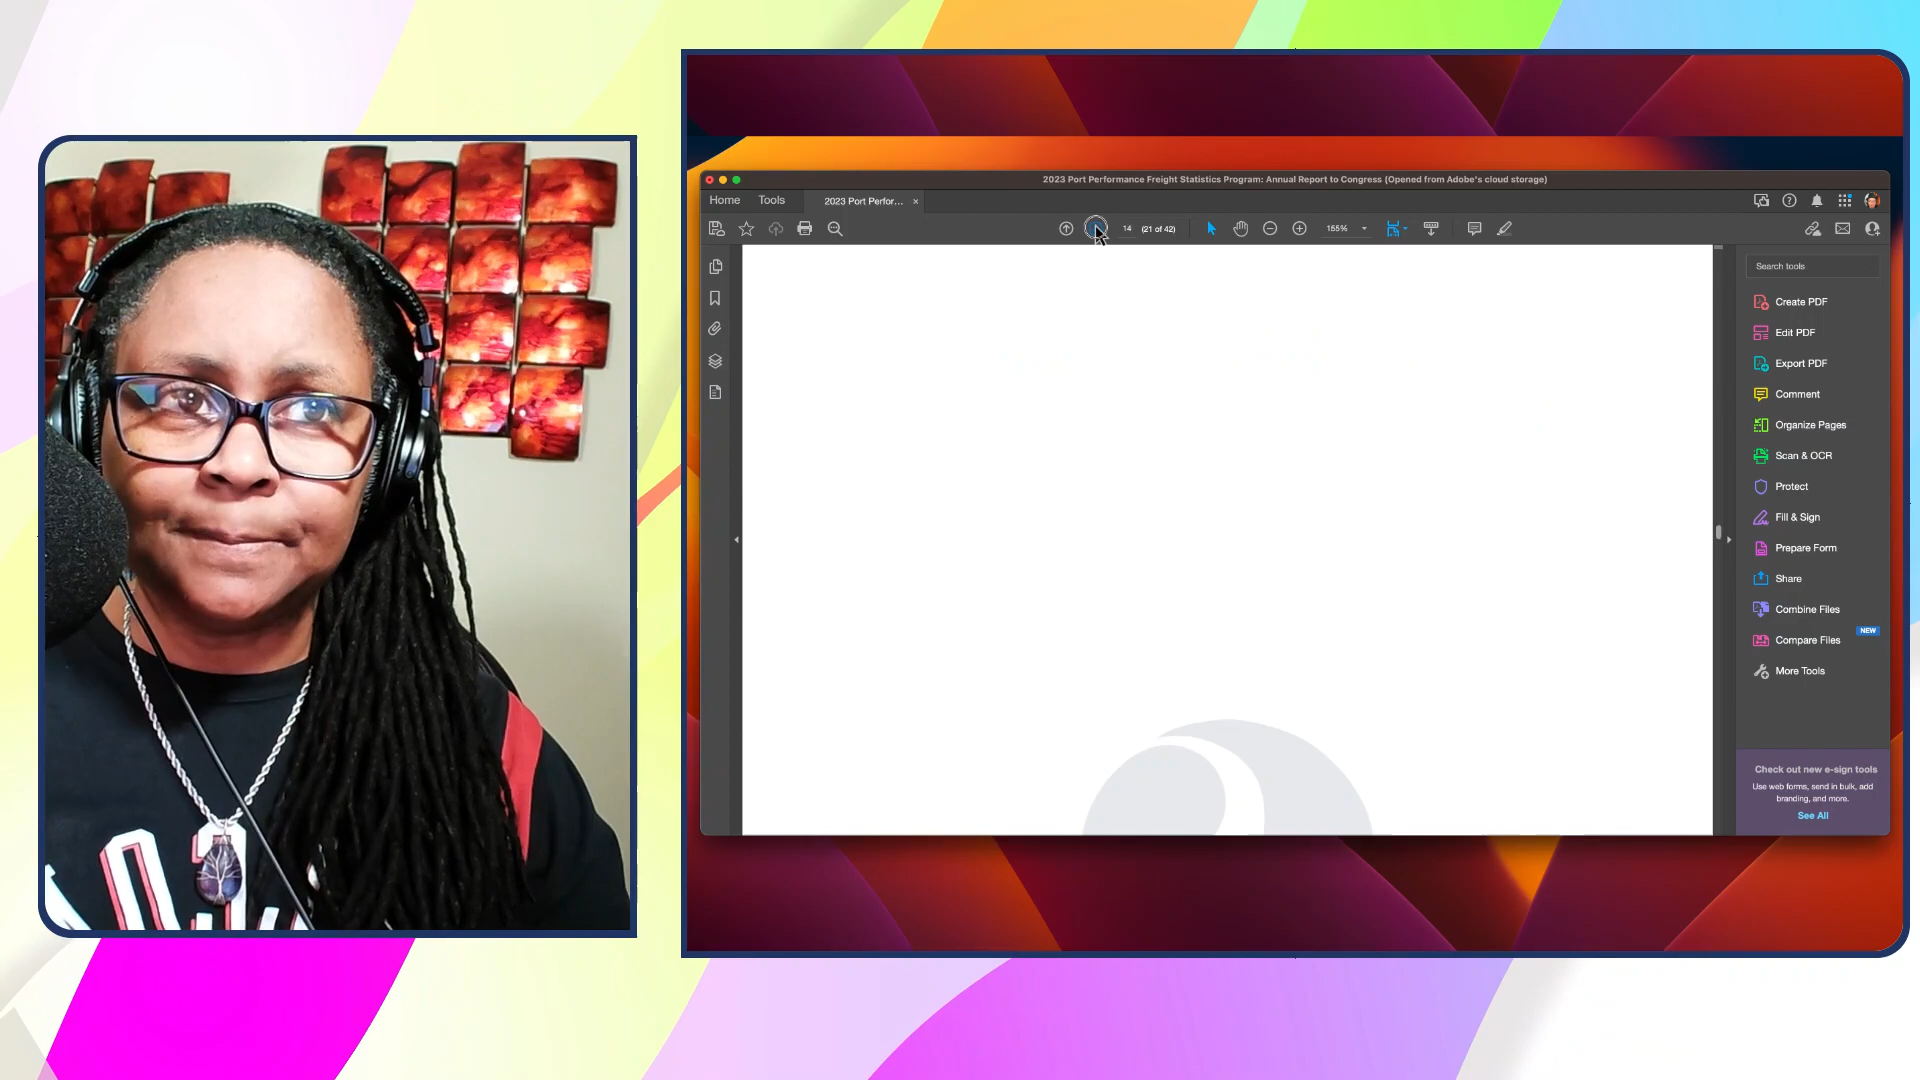 2023 Port Performance Freight Statistics Program: Annual Report to Congress (Opened from Adobe's cloud storage)
Home
Tools
2023 Port Perfor...
×
14
(21 of 42)
155%
Search tools
Create PDF
Edit PDF
Export PDF
Comment
Organize Pages
Scan & OCR
Protect
Fill & Sign
Prepare Form
Share
Combine Files
Compare Files
NEW
More Tools
Check out new e-sign tools
Use web forms, send in bulk, add
branding, and more.
See All